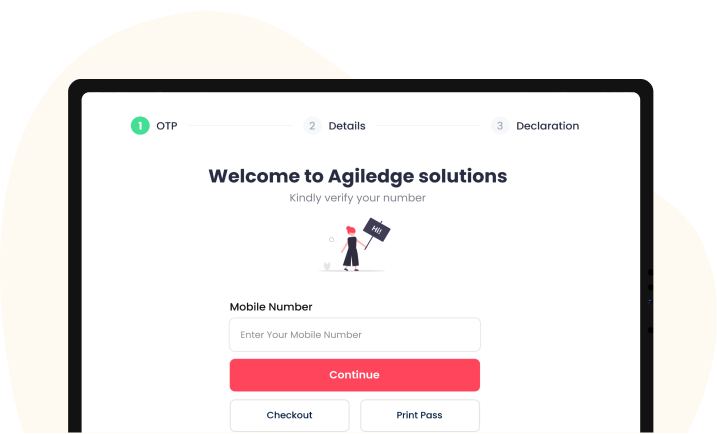 1 OTP 2 Details 3 Declaration
Welcome to Agiledge solutions
Kindly verify your number
Hi!
Mobile Number
Enter Your Mobile Number
Continue
Checkout Print Pass